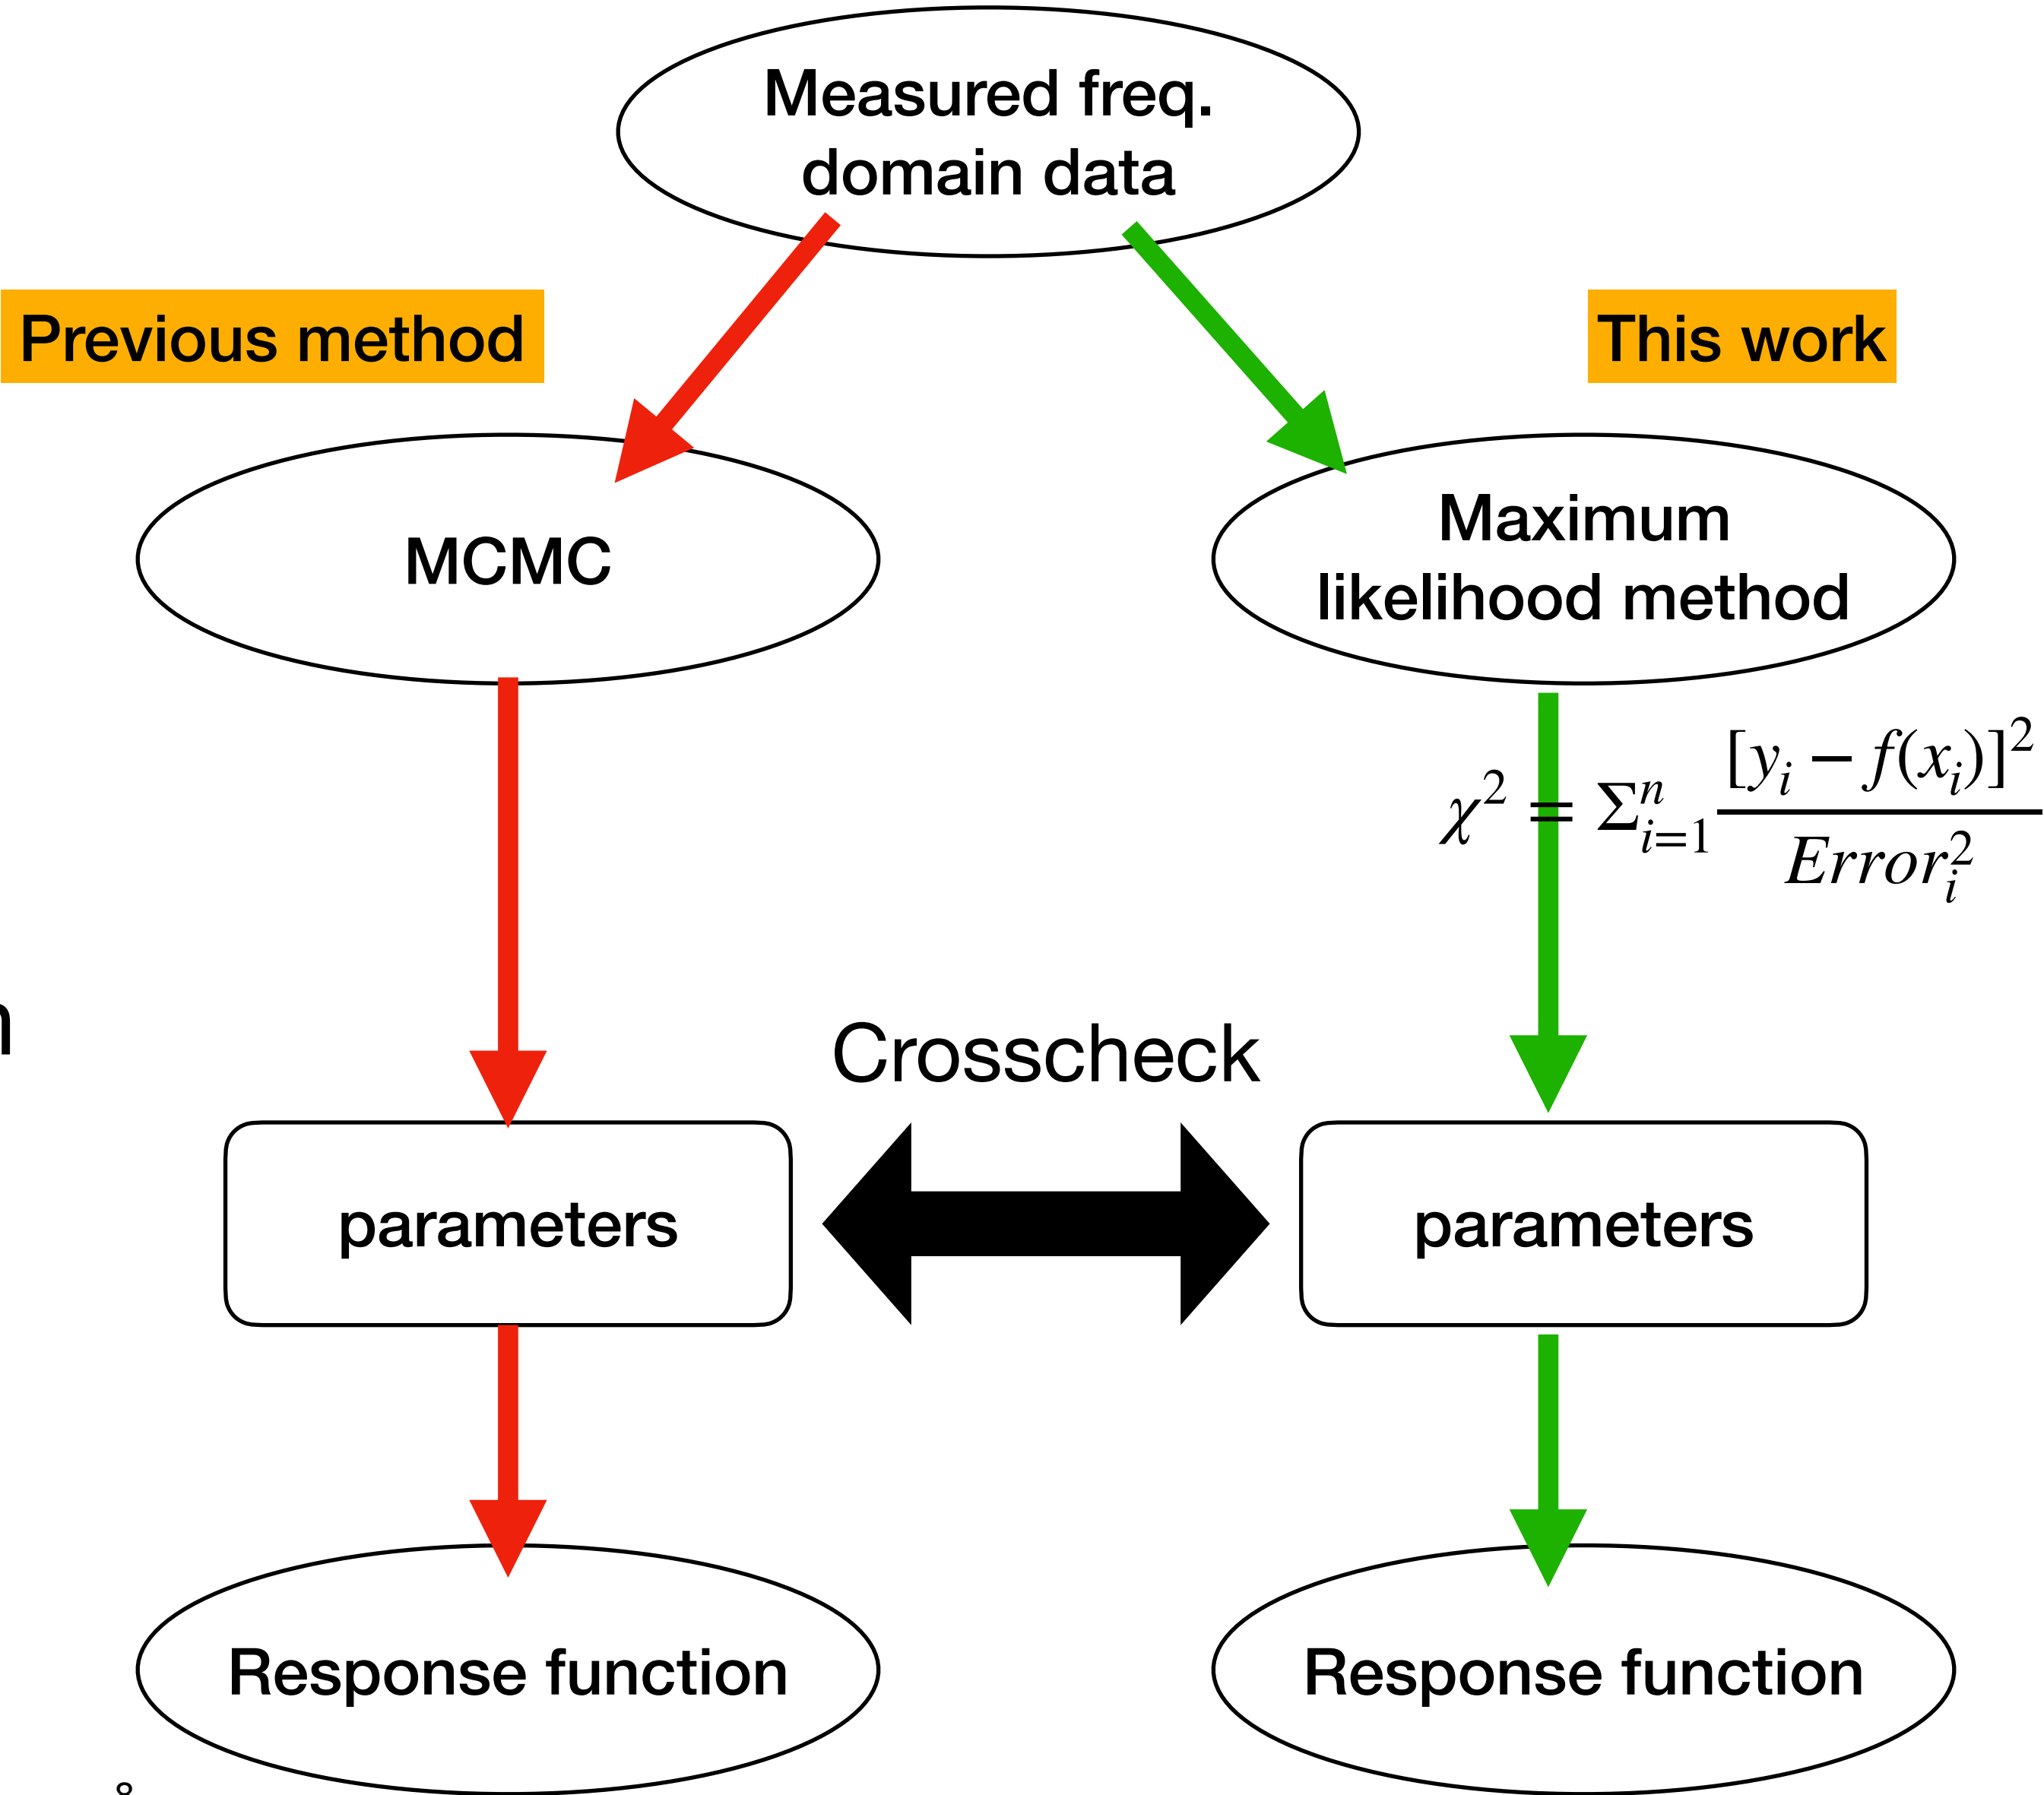 Measured freq.
domain data
Previous method
This work
MCMC
Maximum
likelihood method
χ² = Σⁿᵢ₌₁ [yᵢ − f(xᵢ)]² / Error²ᵢ
Crosscheck
parameters
parameters
Response function
Response function